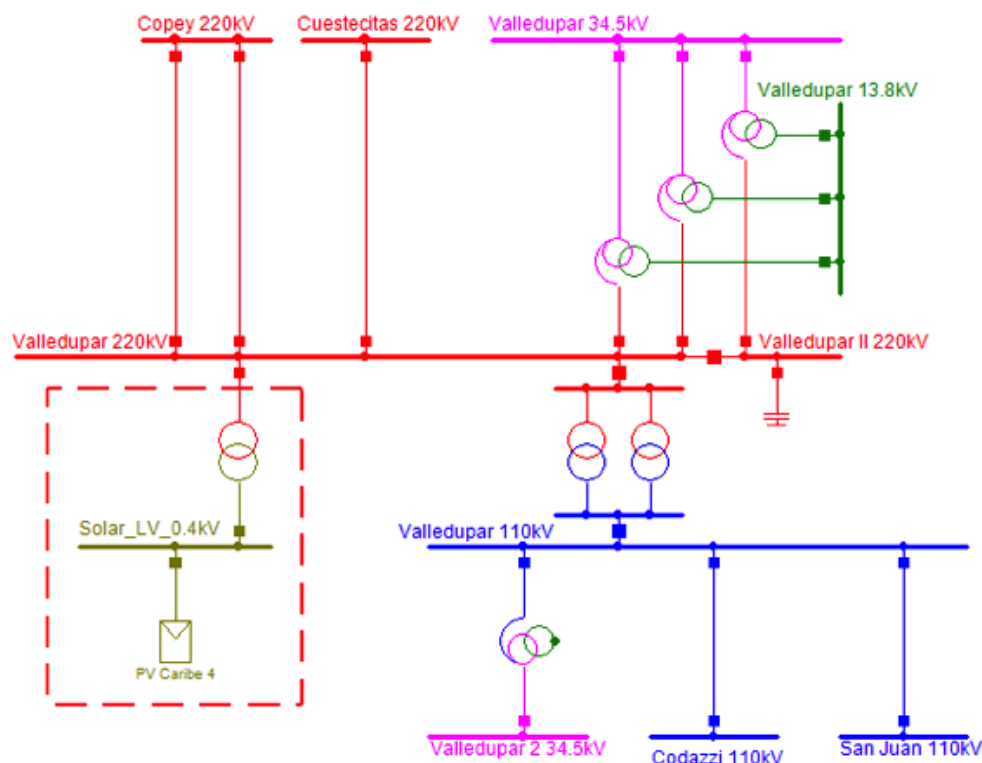 Copey 220kV
Cuestecitas 220kV
Valledupar 34.5kV
Valledupar 13.8kV
Valledupar 220kV
Valledupar II 220kV
Solar_LV_0.4kV
Valledupar 110kV
PV Caribe 4
Valledupar 2 34.5kV
Codazzi 110kV
San Juan 110kV